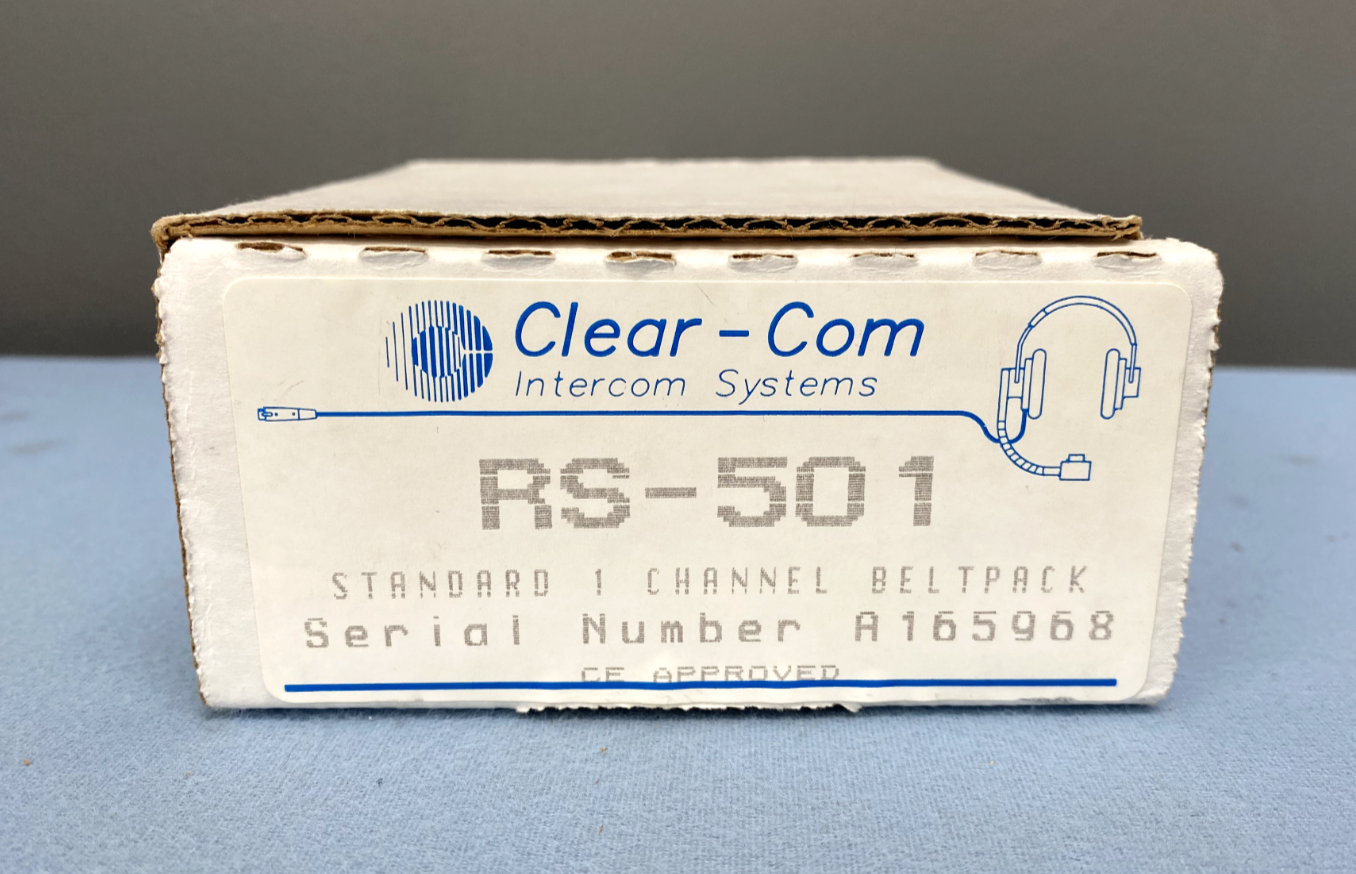 Clear-Com
Intercom Systems
RS-501
STANDARD 1 CHANNEL BELTPACK
Serial Number A165968
CE APPROVED